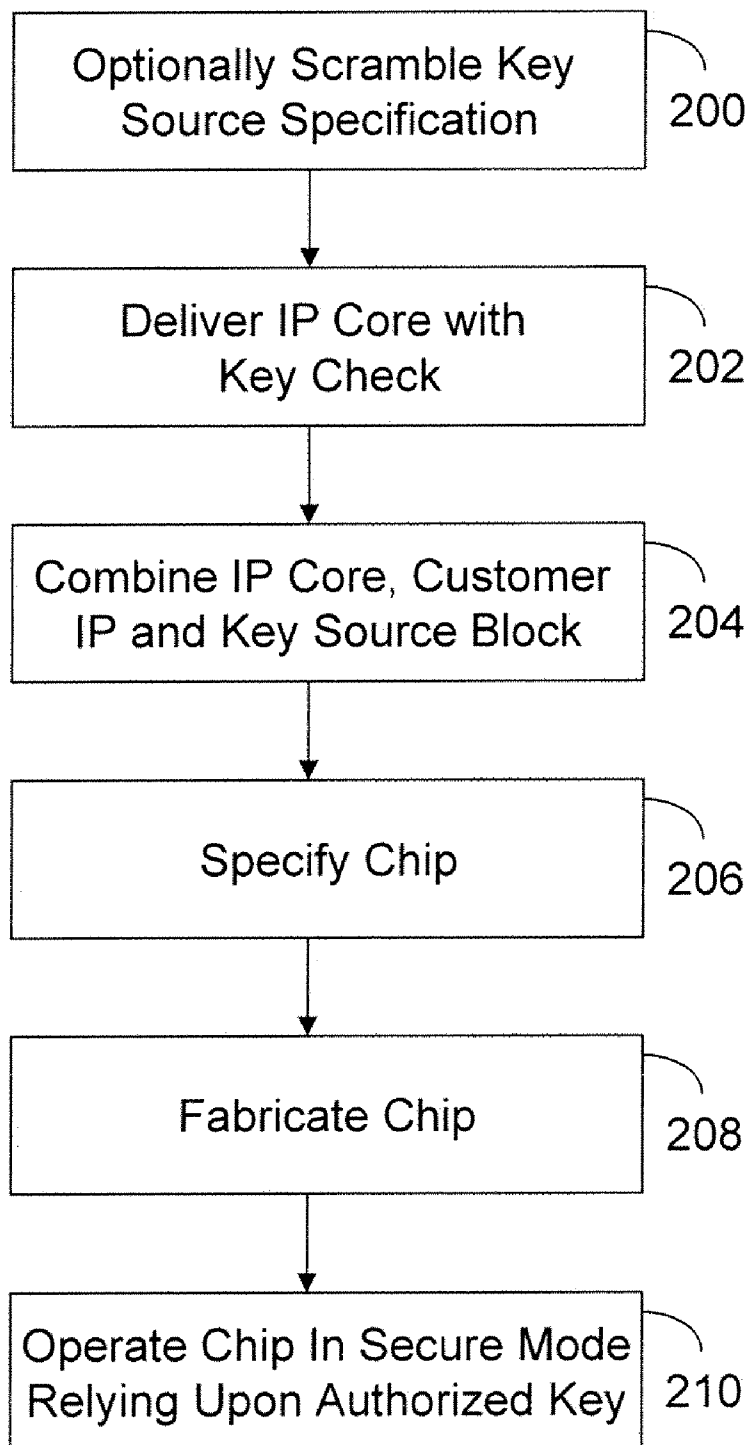 Optionally Scramble Key
Source Specification
200
Deliver IP Core with
Key Check
202
Combine IP Core, Customer
IP and Key Source Block
204
Specify Chip
206
Fabricate Chip
208
Operate Chip In Secure Mode
Relying Upon Authorized Key
210